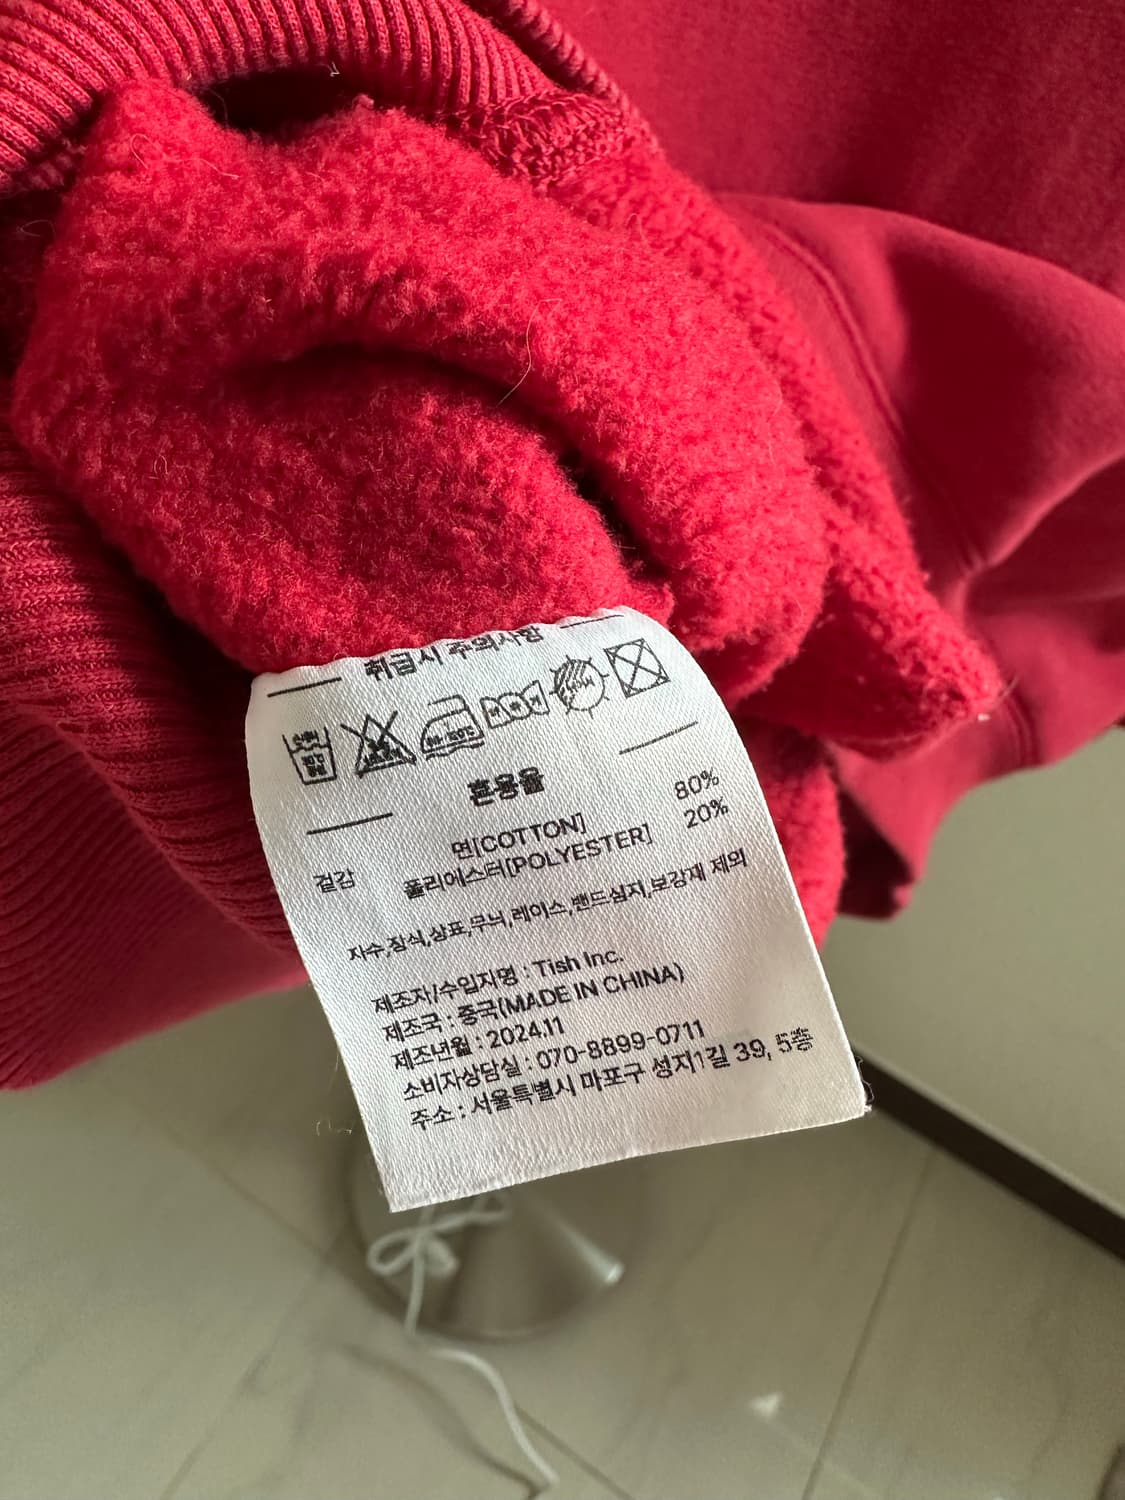 취급시 주의사항
혼용율
면[COTTON] 80%
겉감 폴리에스터[POLYESTER] 20%
자수,장식,상표,무늬,레이스,밴드심지,보강재 제외
제조자/수입자명 : Tish Inc.
제조국 : 중국(MADE IN CHINA)
제조년월 : 2024.11
소비자상담실 : 070-8899-0711
주소 : 서울특별시 마포구 성지1길 39, 5층